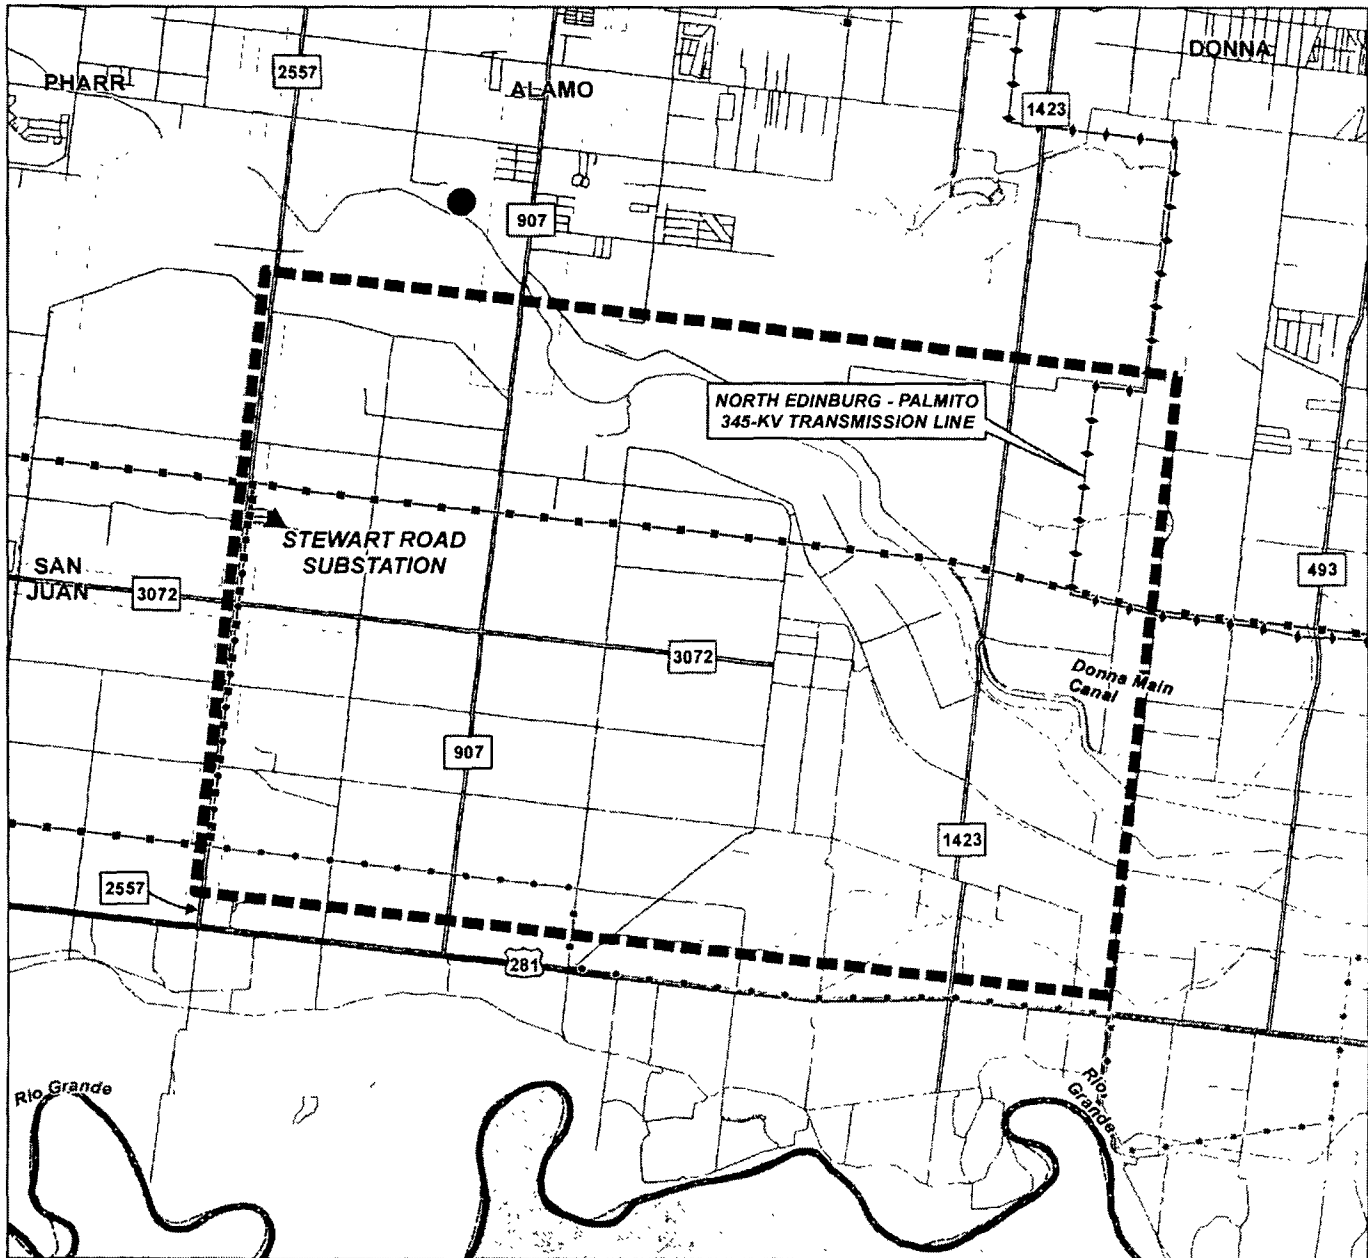 DONNA
2557
PHARR
ALAMO
1423
907
NORTH EDINBURG - PALMITO
345-KV TRANSMISSION LINE
STEWART ROAD
SUBSTATION
SAN
JUAN
3072
493
3072
Donna Main
Canal
907
1423
2557
281
Rio Grande
Rio
Grande